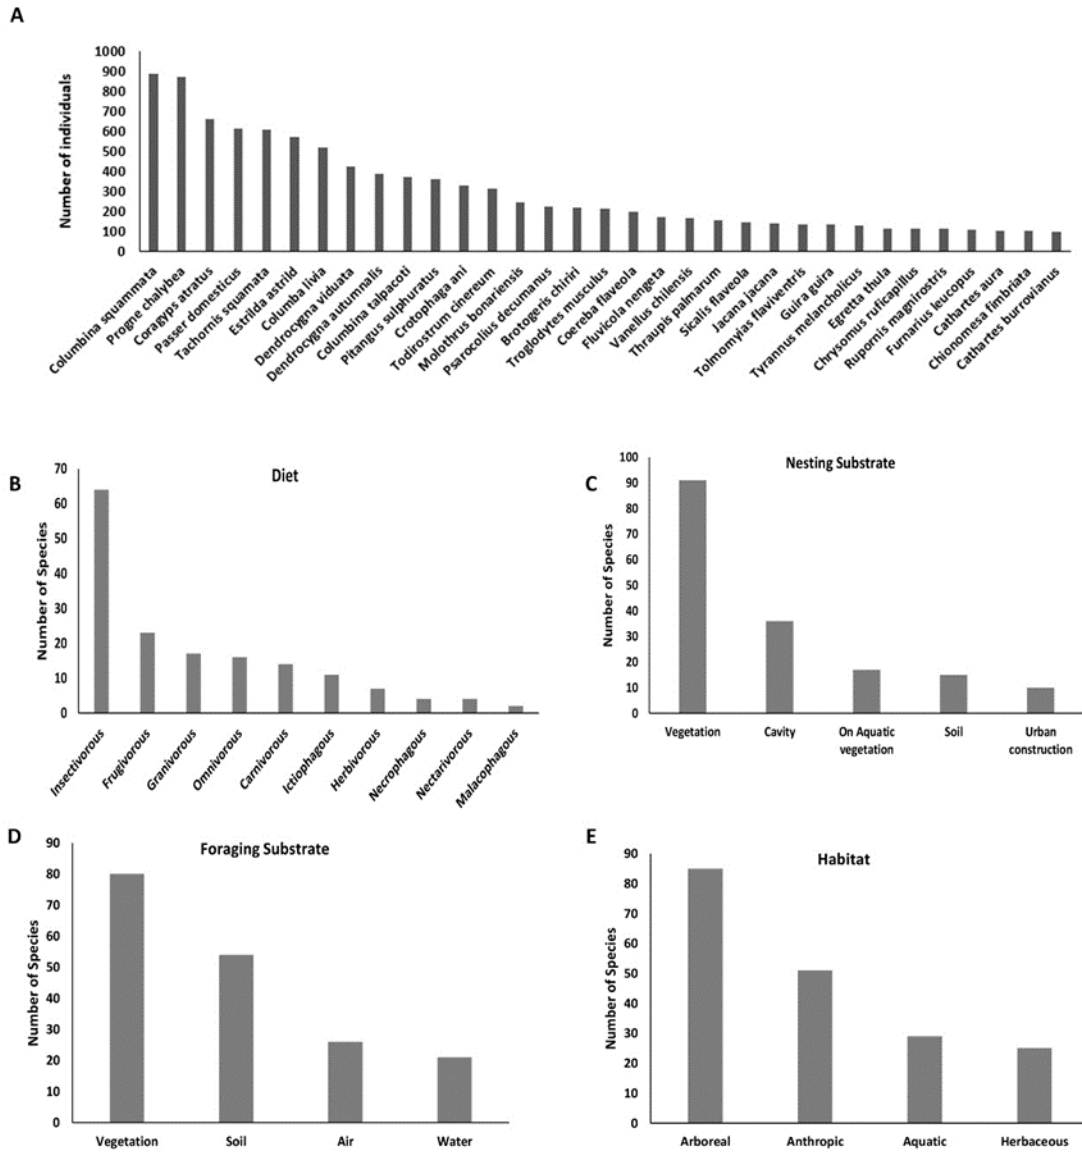 A
Number of individuals
1000
900
800
700
600
500
400
300
200
100
0
Columbina squammata
Progne chalybea
Coragyps atratus
Passer domesticus
Tachornis squamata
Estrilda astrild
Columba livia
Dendrocygna viduata
Dendrocygna autumnalis
Columbina talpacoti
Pitangus sulphuratus
Crotophaga ani
Todirostrum cinereum
Molothrus bonariensis
Psarocolius decumanus
Brotogeris chiriri
Troglodytes musculus
Coereba flaveola
Fluvicola nengeta
Vanellus chilensis
Thraupis palmarum
Sicalis flaveola
Jacana jacana
Tolmomyias flaviventris
Guira guira
Tyrannus melancholicus
Egretta thula
Chrysomus ruficapillus
Rupornis magnirostris
Furnarius leucopus
Cathartes aura
Chionomesa fimbriata
Cathartes burrovianus
B
Diet
Number of Species
70
60
50
40
30
20
10
0
Insectivorous
Frugivorous
Granivorous
Omnivorous
Carnivorous
Ictiophagous
Herbivorous
Necrophagous
Nectarivorous
Malacophagous
C
Nesting Substrate
Number of Species
100
90
80
70
60
50
40
30
20
10
0
Vegetation
Cavity
On Aquatic
vegetation
Soil
Urban
construction
D
Foraging Substrate
Number of Species
90
80
70
60
50
40
30
20
10
0
Vegetation
Soil
Air
Water
E
Habitat
Number of Species
90
80
70
60
50
40
30
20
10
0
Arboreal
Anthropic
Aquatic
Herbaceous